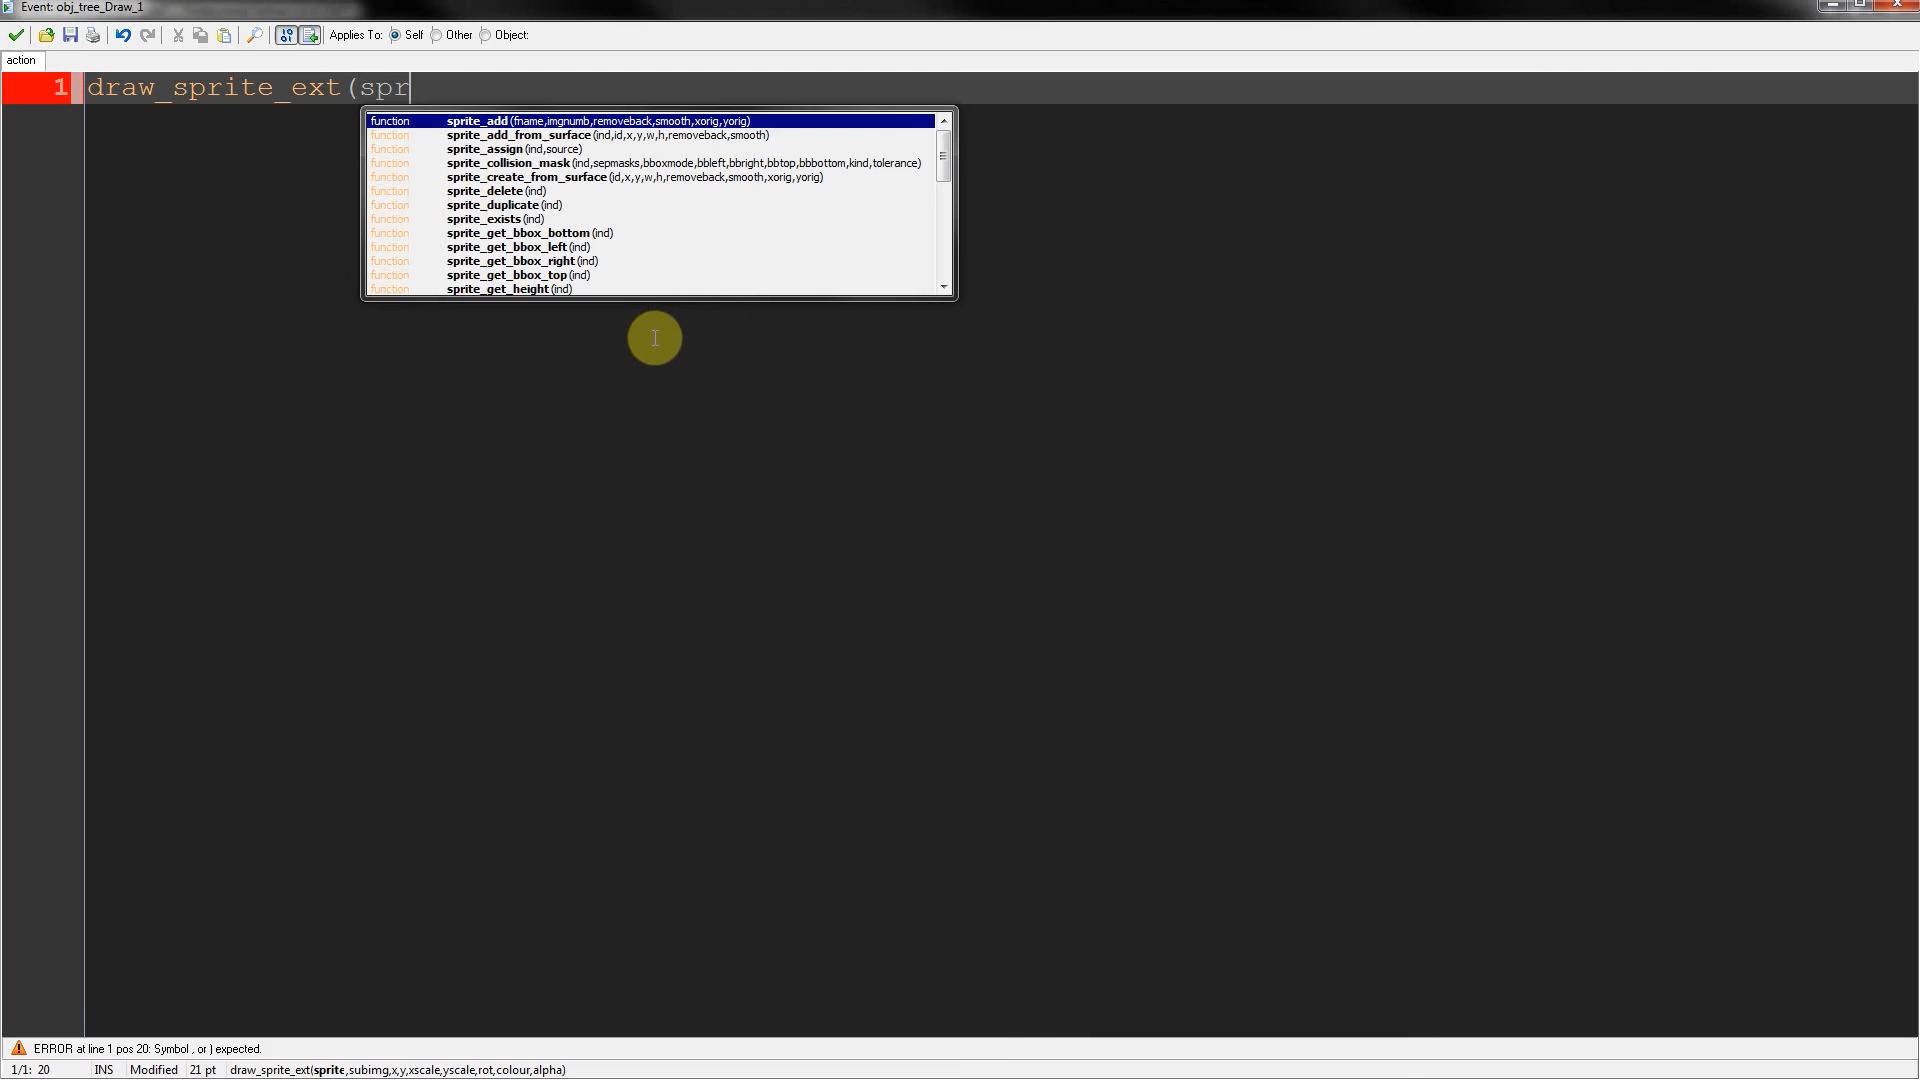 Event: obj_tree_Draw_1
Applies To: Self Other Object:
action
1 draw_sprite_ext(spr
function sprite_add(fname,imgnumb,removeback,smooth,xorig,yorig)
function sprite_add_from_surface(ind,id,x,y,w,h,removeback,smooth)
function sprite_assign(ind,source)
function sprite_collision_mask(ind,sepmasks,bboxmode,bbleft,bbright,bbtop,bbbottom,kind,tolerance)
function sprite_create_from_surface(id,x,y,w,h,removeback,smooth,xorig,yorig)
function sprite_delete(ind)
function sprite_duplicate(ind)
function sprite_exists(ind)
function sprite_get_bbox_bottom(ind)
function sprite_get_bbox_left(ind)
function sprite_get_bbox_right(ind)
function sprite_get_bbox_top(ind)
function sprite_get_height(ind)
ERROR at line 1 pos 20: Symbol , or ) expected.
1/1: 20 INS Modified 21 pt draw_sprite_ext(sprite,subimg,x,y,xscale,yscale,rot,colour,alpha)